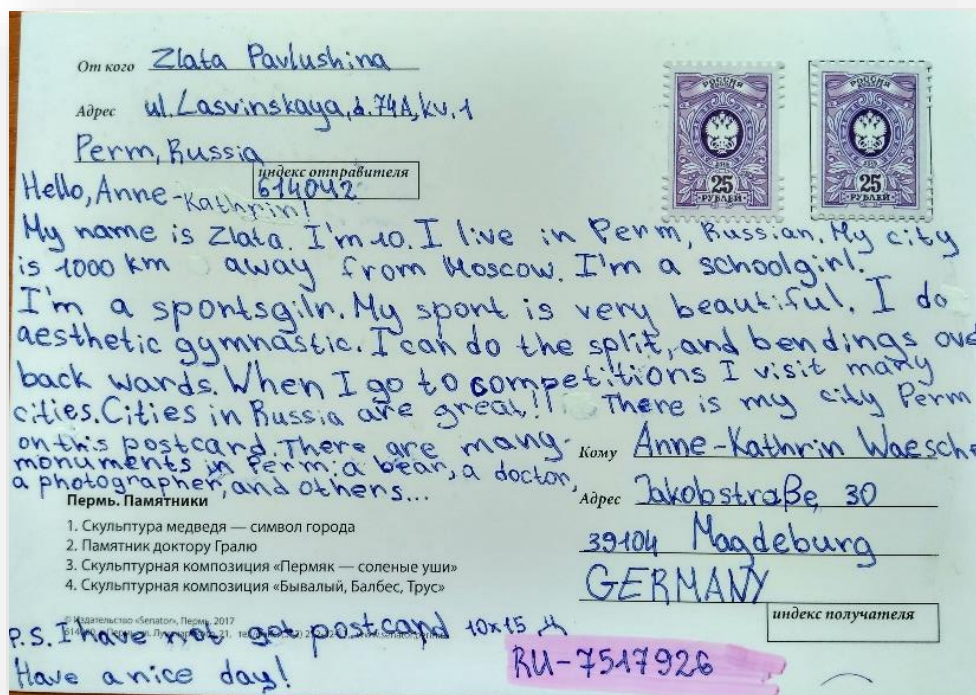 От кого Zlata Pavlushina
Адрес ul. Lasvinskaya, d. 74A, kv. 1
Perm, Russia
индекс отправителя
614042
РОССИЯ
25
РУБЛЕЙ
РОССИЯ
25
РУБЛЕЙ
Hello, Anne-Kathrin!
My name is Zlata. I'm 10. I live in Perm, Russian. My city
is 1000 km away from Moscow. I'm a schoolgirl.
I'm a sportsgiln. My sport is very beautiful. I do
aesthetic gymnastic. I can do the split, and bendings ove
back wards. When I go to competitions I visit many
cities. Cities in Russia are great!! There is my city Perm
on this postcard. There are many
monuments in Perm: a bear, a doctor,
a photographer, and others...
Кому Anne-Kathrin Waesche
Адрес Jakobstraße 30
39104 Magdeburg
GERMANY
индекс получателя
Пермь. Памятники
1. Скульптура медведя — символ города
2. Памятник доктору Гралю
3. Скульптурная композиция «Пермяк — соленые уши»
4. Скульптурная композиция «Бывалый, Балбес, Трус»
© Издательство «Senator», Пермь, 2017
P.S. I have not got postcard 10x15
Have a nice day!
RU-7517926